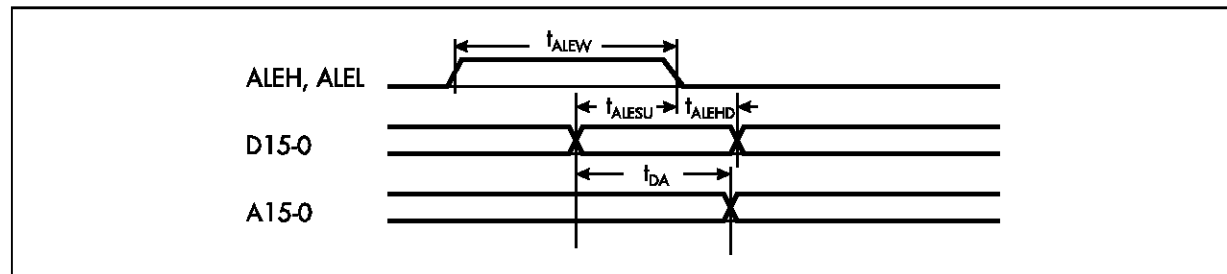 tALEW
ALEH, ALEL
tALESU tALEHD
D15-0
tDA
A15-0